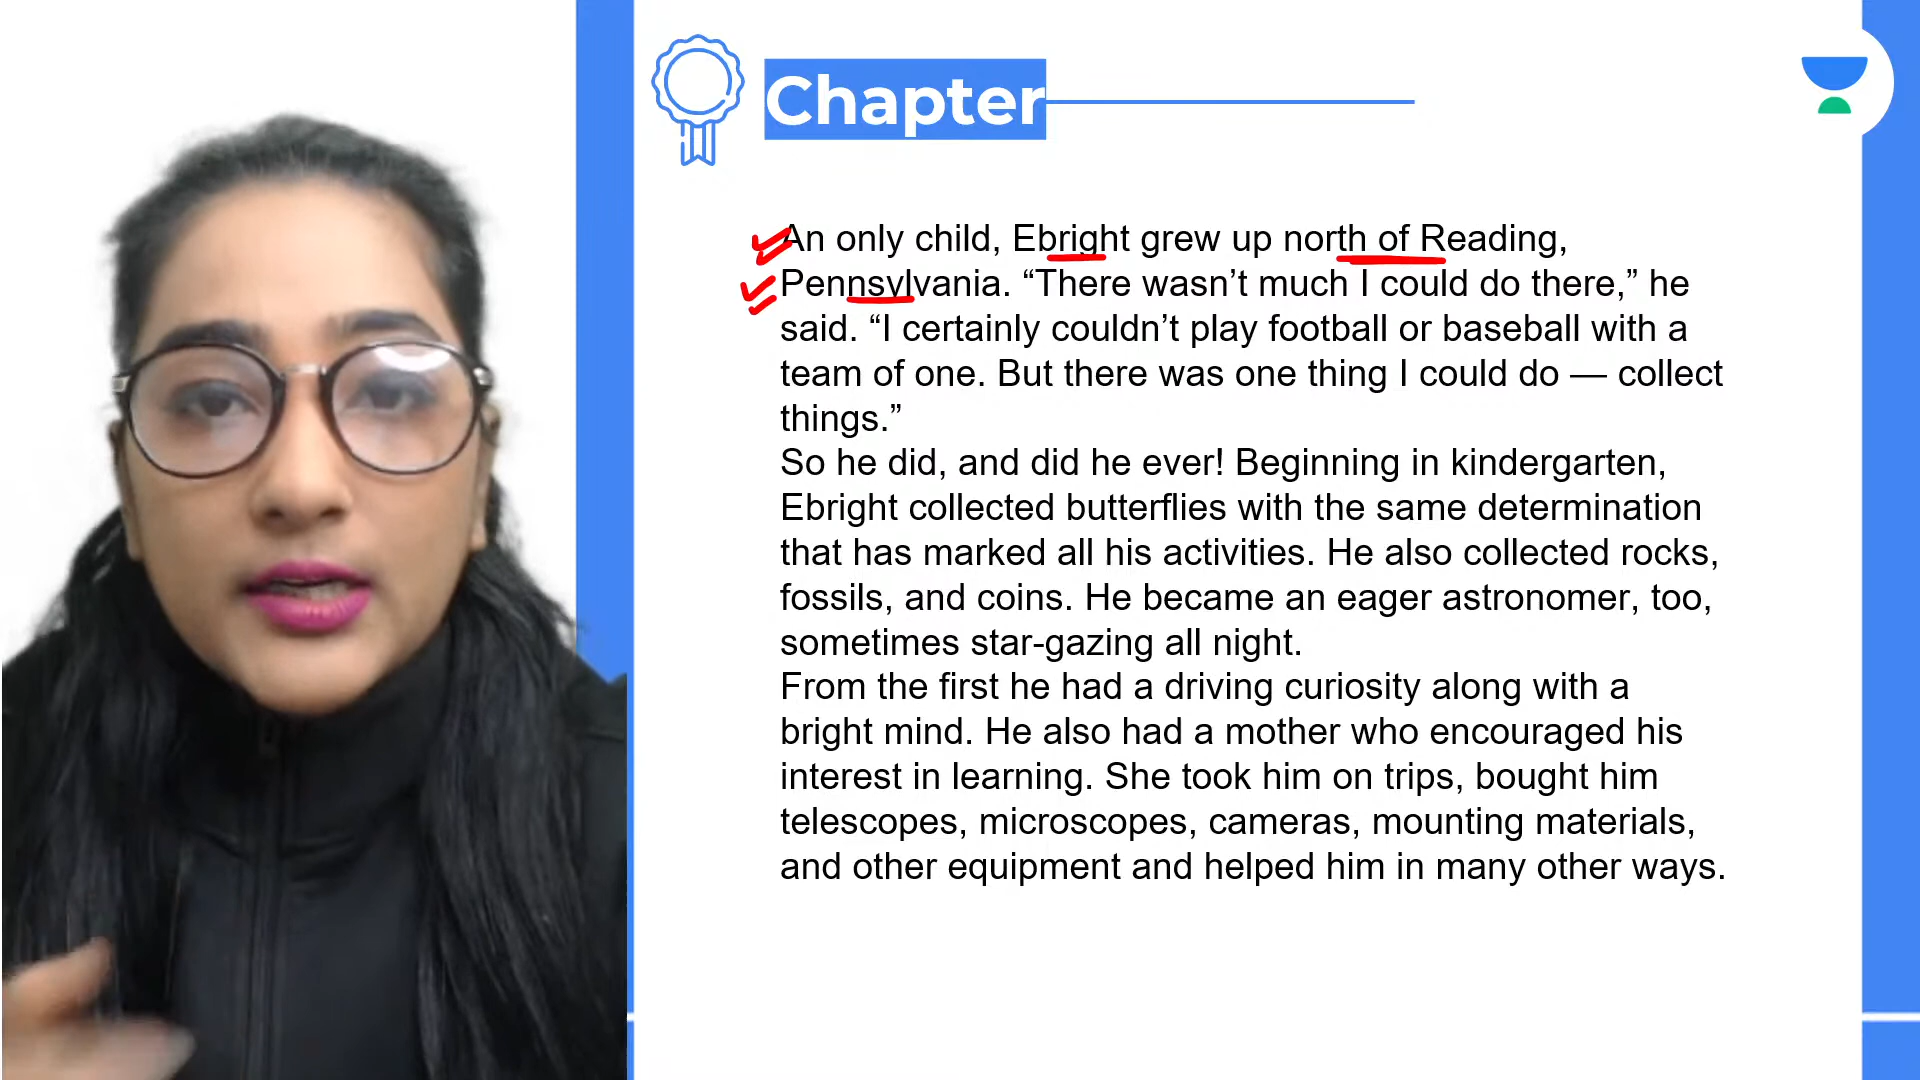 Chapter
An only child, Ebright grew up north of Reading,
Pennsylvania. “There wasn’t much I could do there,” he
said. “I certainly couldn’t play football or baseball with a
team of one. But there was one thing I could do — collect
things.”
So he did, and did he ever! Beginning in kindergarten,
Ebright collected butterflies with the same determination
that has marked all his activities. He also collected rocks,
fossils, and coins. He became an eager astronomer, too,
sometimes star-gazing all night.
From the first he had a driving curiosity along with a
bright mind. He also had a mother who encouraged his
interest in learning. She took him on trips, bought him
telescopes, microscopes, cameras, mounting materials,
and other equipment and helped him in many other ways.